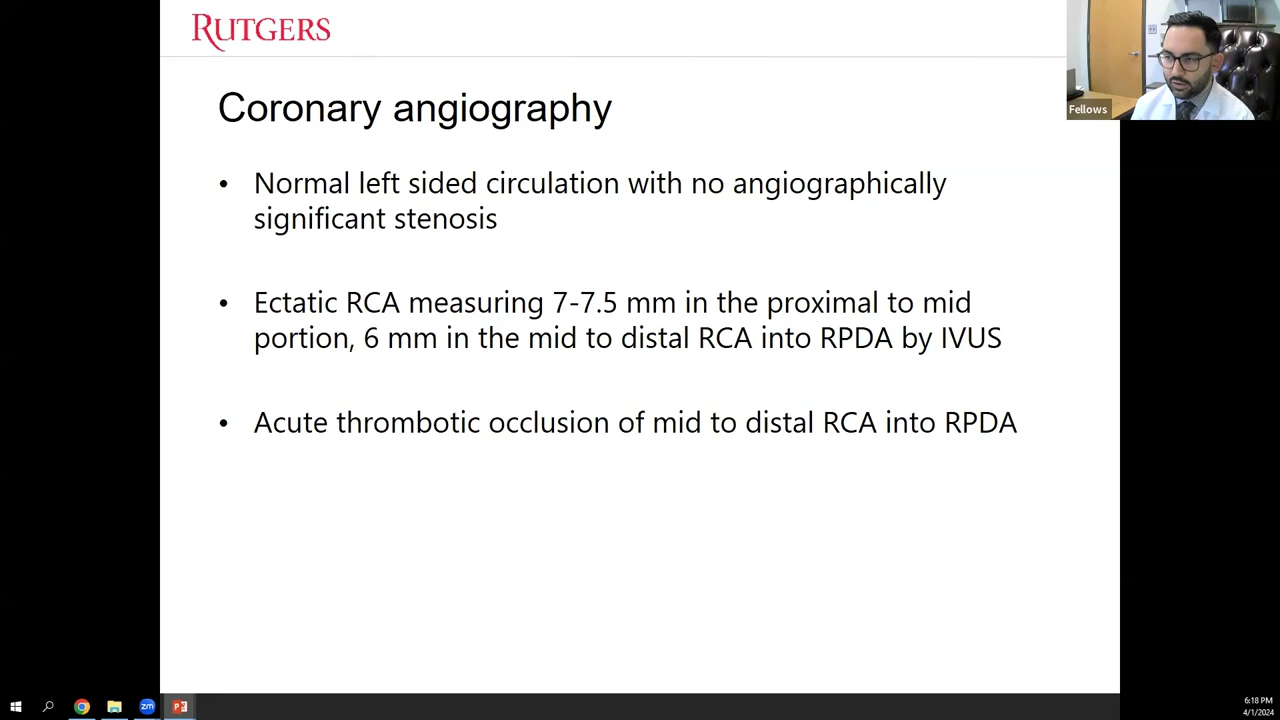 RUTGERS
Fellows
Coronary angiography
• Normal left sided circulation with no angiographically
significant stenosis
• Ectatic RCA measuring 7-7.5 mm in the proximal to mid
portion, 6 mm in the mid to distal RCA into RPDA by IVUS
• Acute thrombotic occlusion of mid to distal RCA into RPDA
zm
P
6:18 PM
4/1/2024